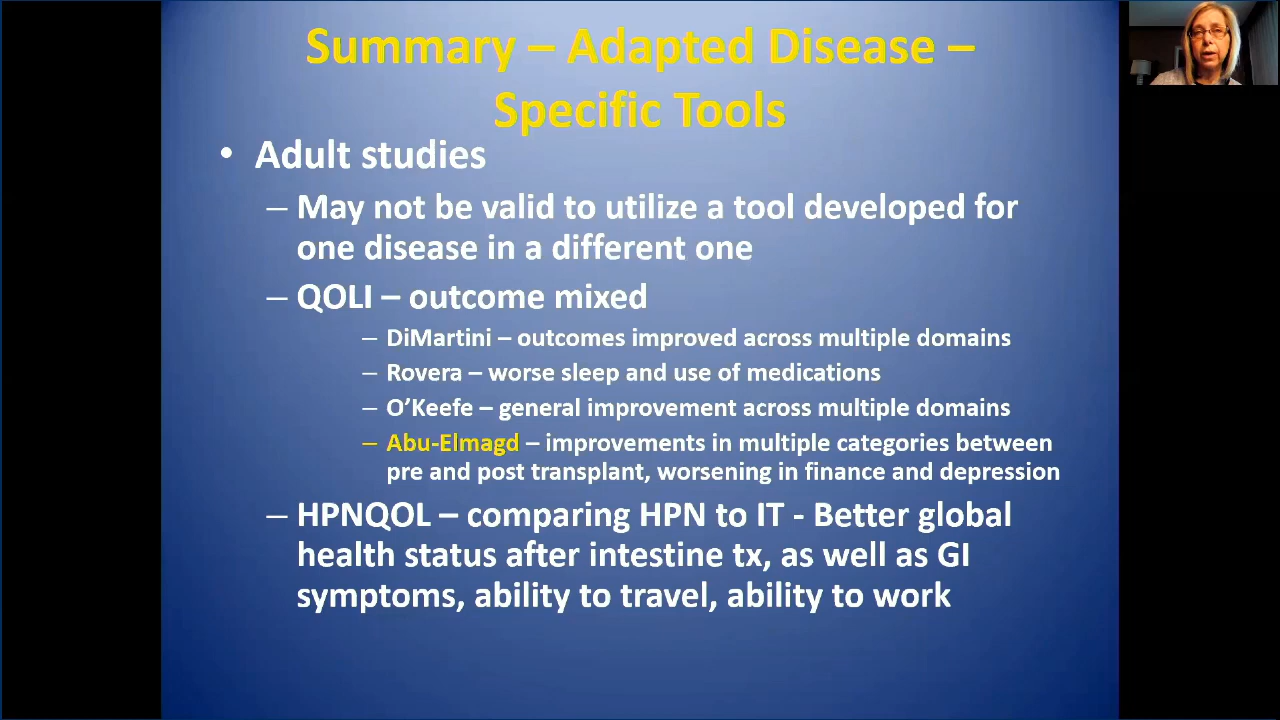 Summary – Adapted Disease –
Specific Tools
• Adult studies
– May not be valid to utilize a tool developed for
one disease in a different one
– QOLI – outcome mixed
– DiMartini – outcomes improved across multiple domains
– Rovera – worse sleep and use of medications
– O’Keefe – general improvement across multiple domains
– Abu-Elmagd – improvements in multiple categories between
pre and post transplant, worsening in finance and depression
– HPNQOL – comparing HPN to IT - Better global
health status after intestine tx, as well as GI
symptoms, ability to travel, ability to work